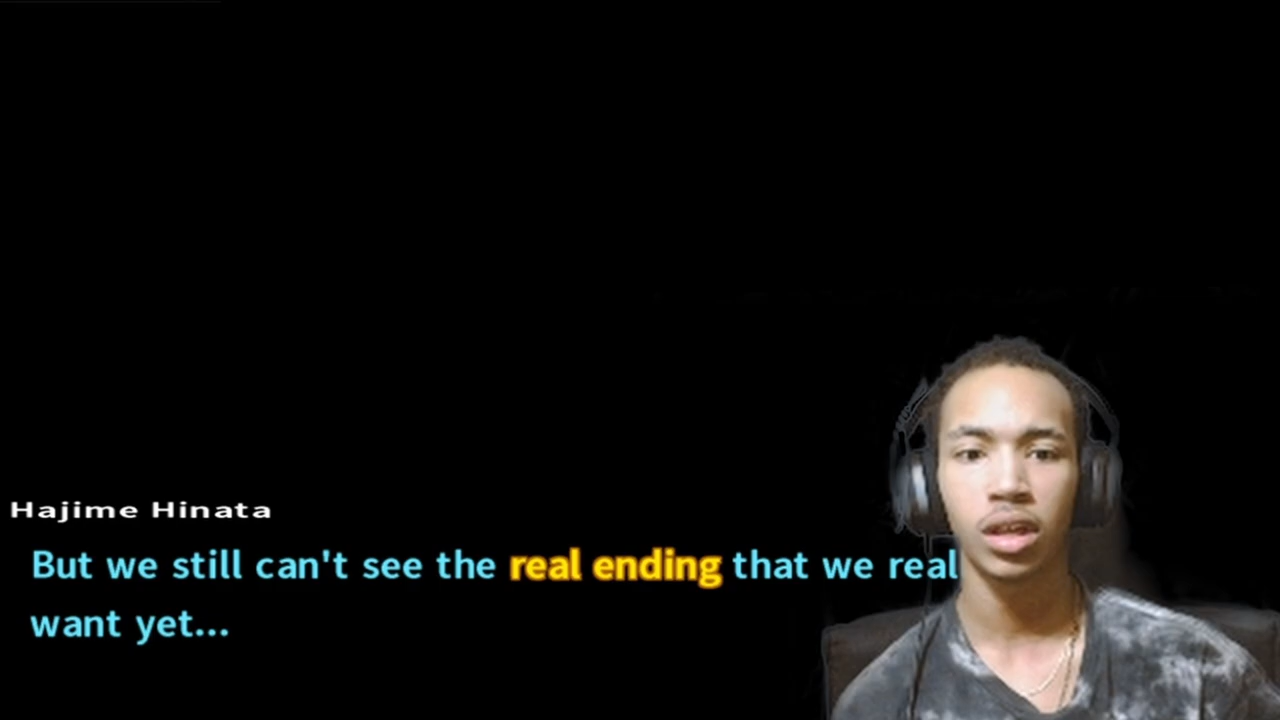 Hajime Hinata
But we still can't see the real ending that we real
want yet...